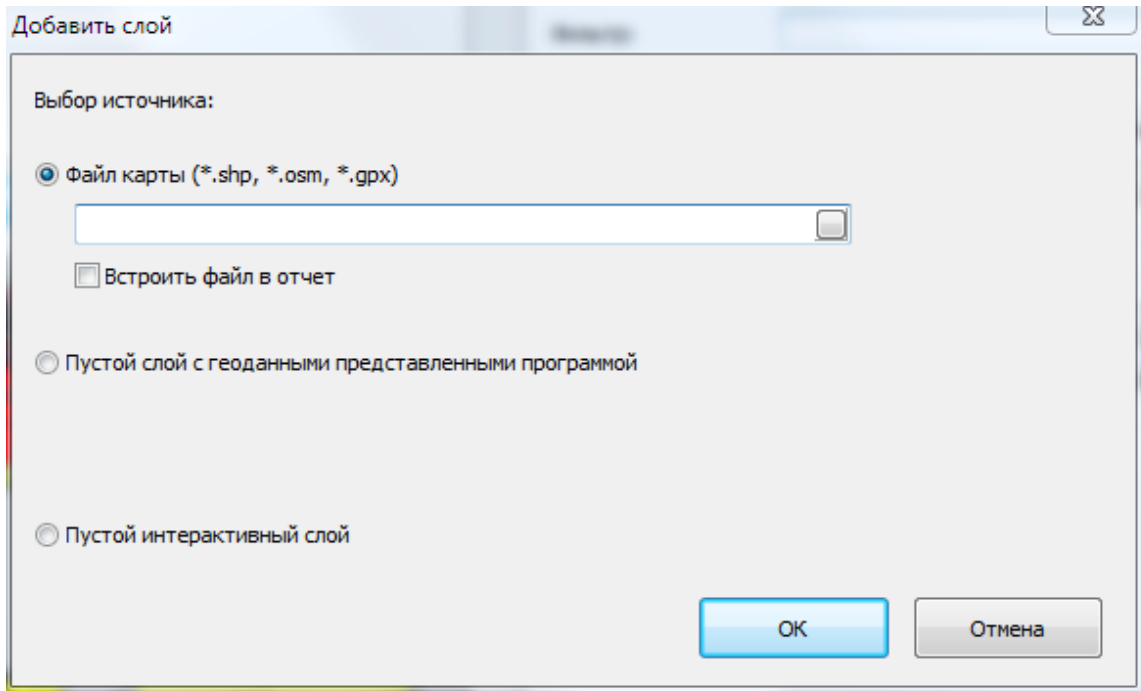 Добавить слой
Выбор источника:
Файл карты (*.shp, *.osm, *.gpx)
Встроить файл в отчет
Пустой слой с геоданными представленными программой
Пустой интерактивный слой
OK
Отмена